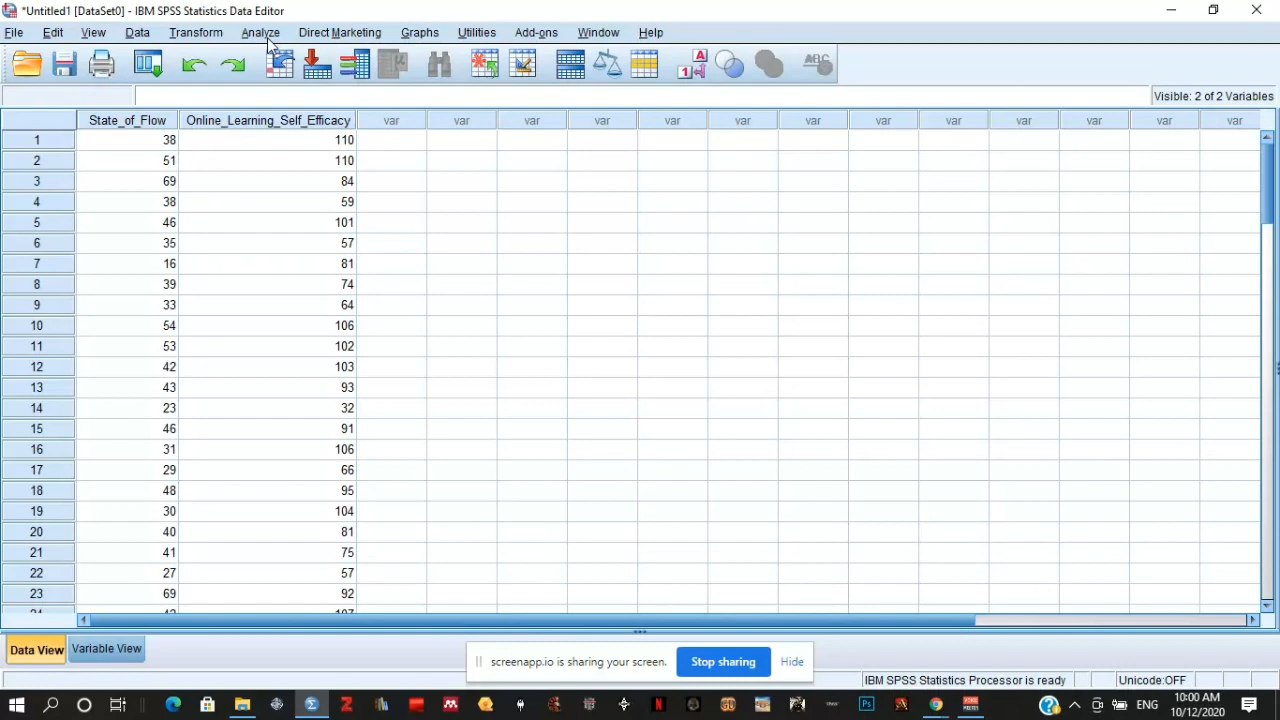 *Untitled1 [DataSet0] - IBM SPSS Statistics Data Editor
File Edit View Data Transform Analyze Direct Marketing Graphs Utilities Add-ons Window Help
Visible: 2 of 2 Variables
State_of_Flow Online_Learning_Self_Efficacy var var var var var var var var var var var var var
1 38 110
2 51 110
3 69 84
4 38 59
5 46 101
6 35 57
7 16 81
8 39 74
9 33 64
10 54 106
11 53 102
12 42 103
13 43 93
14 23 32
15 46 91
16 31 106
17 29 66
18 48 95
19 30 104
20 40 81
21 41 75
22 27 57
23 69 92
Data View Variable View
screenapp.io is sharing your screen. Stop sharing Hide
IBM SPSS Statistics Processor is ready Unicode:OFF
ENG 10:00 AM
10/12/2020